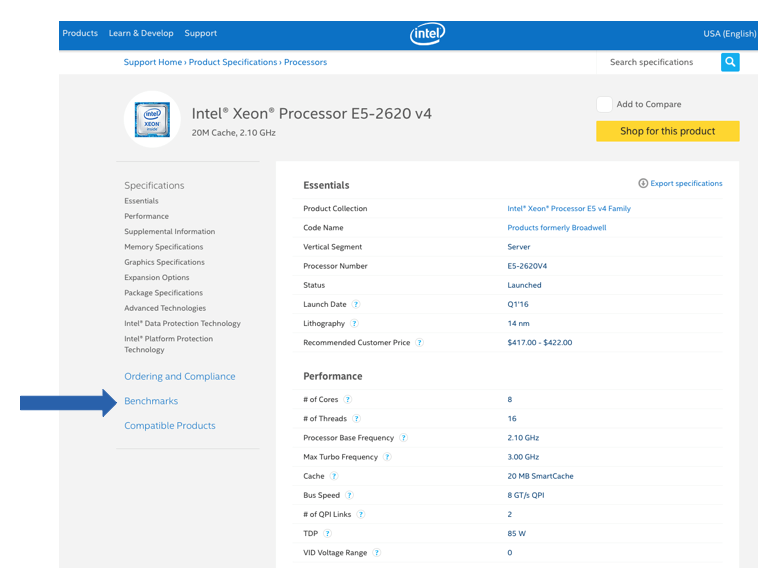 Products Learn & Develop Support
intel
USA (English)
Support Home › Product Specifications › Processors
Search specifications
intel
XEON
inside
Intel® Xeon® Processor E5-2620 v4
20M Cache, 2.10 GHz
Add to Compare
Shop for this product
Specifications
Essentials
Performance
Supplemental Information
Memory Specifications
Graphics Specifications
Expansion Options
Package Specifications
Advanced Technologies
Intel® Data Protection Technology
Intel® Platform Protection
Technology
Ordering and Compliance
Benchmarks
Compatible Products
Essentials
Export specifications
Product Collection Intel® Xeon® Processor E5 v4 Family
Code Name Products formerly Broadwell
Vertical Segment Server
Processor Number E5-2620V4
Status Launched
Launch Date ? Q1'16
Lithography ? 14 nm
Recommended Customer Price ? $417.00 - $422.00
Performance
# of Cores ? 8
# of Threads ? 16
Processor Base Frequency ? 2.10 GHz
Max Turbo Frequency ? 3.00 GHz
Cache ? 20 MB SmartCache
Bus Speed ? 8 GT/s QPI
# of QPI Links ? 2
TDP ? 85 W
VID Voltage Range ? 0